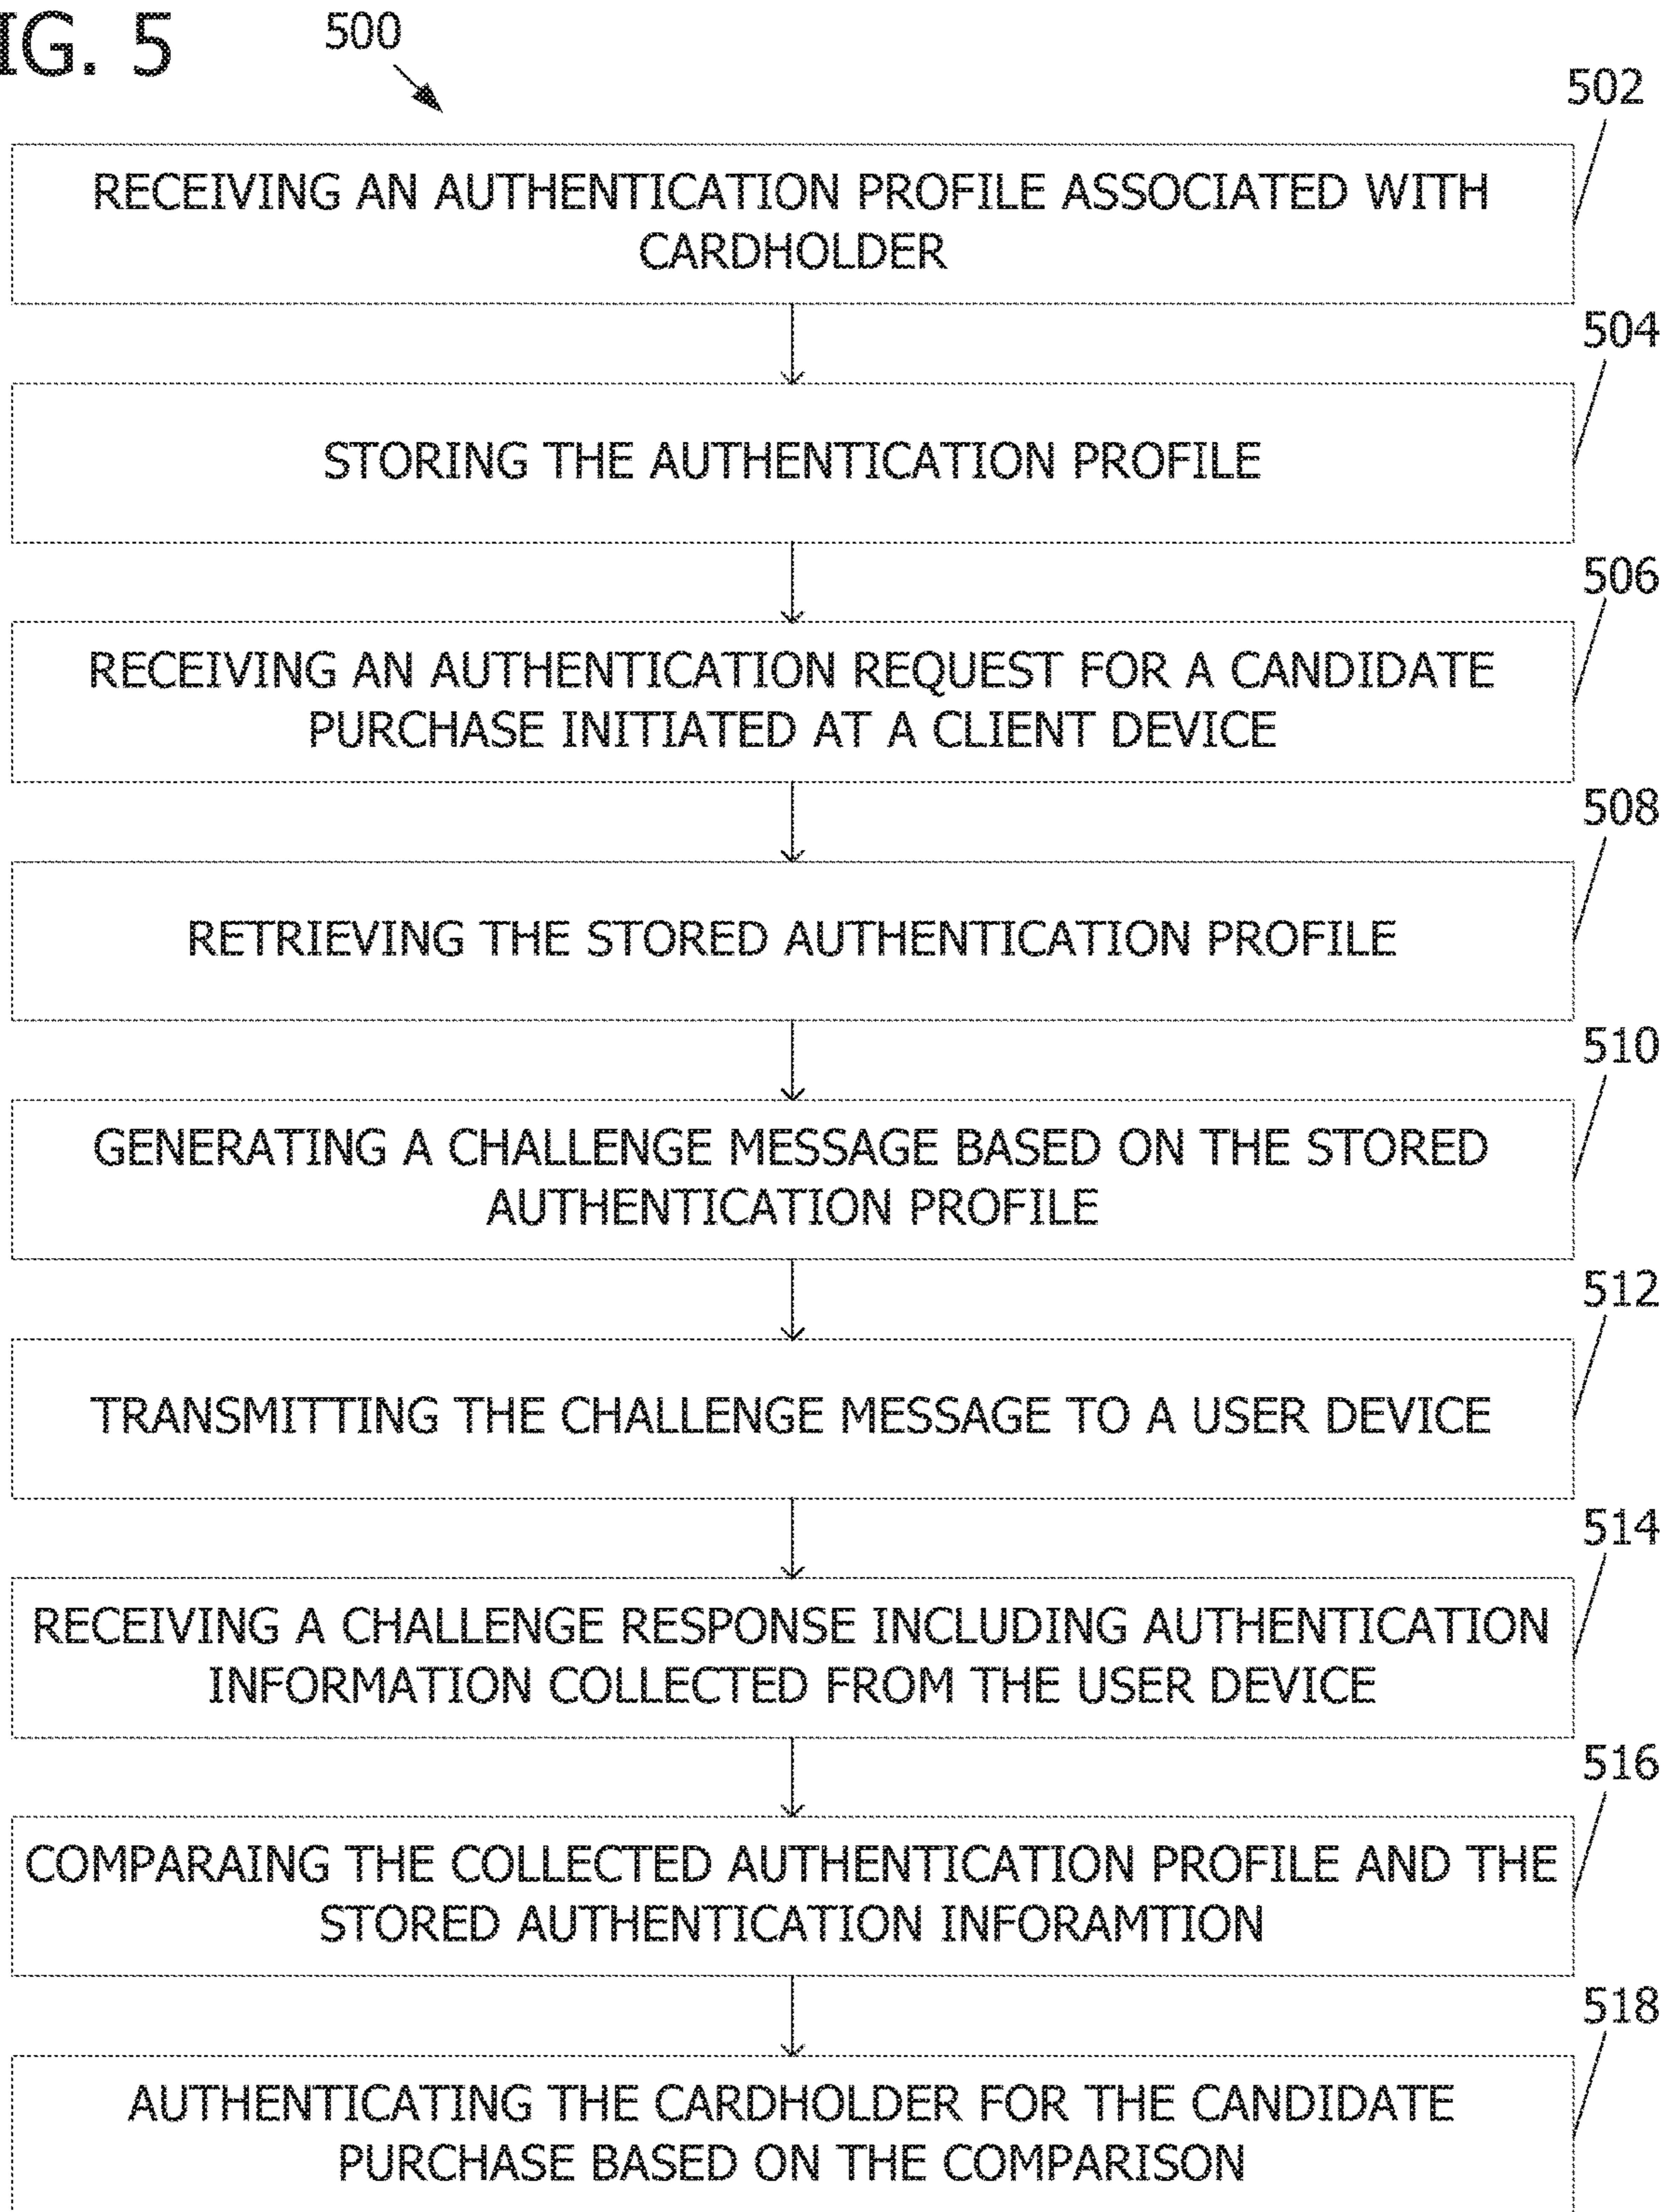 IG. 5
500
502
RECEIVING AN AUTHENTICATION PROFILE ASSOCIATED WITH
CARDHOLDER
504
STORING THE AUTHENTICATION PROFILE
506
RECEIVING AN AUTHENTICATION REQUEST FOR A CANDIDATE
PURCHASE INITIATED AT A CLIENT DEVICE
508
RETRIEVING THE STORED AUTHENTICATION PROFILE
510
GENERATING A CHALLENGE MESSAGE BASED ON THE STORED
AUTHENTICATION PROFILE
512
TRANSMITTING THE CHALLENGE MESSAGE TO A USER DEVICE
514
RECEIVING A CHALLENGE RESPONSE INCLUDING AUTHENTICATION
INFORMATION COLLECTED FROM THE USER DEVICE
516
COMPARAING THE COLLECTED AUTHENTICATION PROFILE AND THE
STORED AUTHENTICATION INFORAMTION
518
AUTHENTICATING THE CARDHOLDER FOR THE CANDIDATE
PURCHASE BASED ON THE COMPARISON